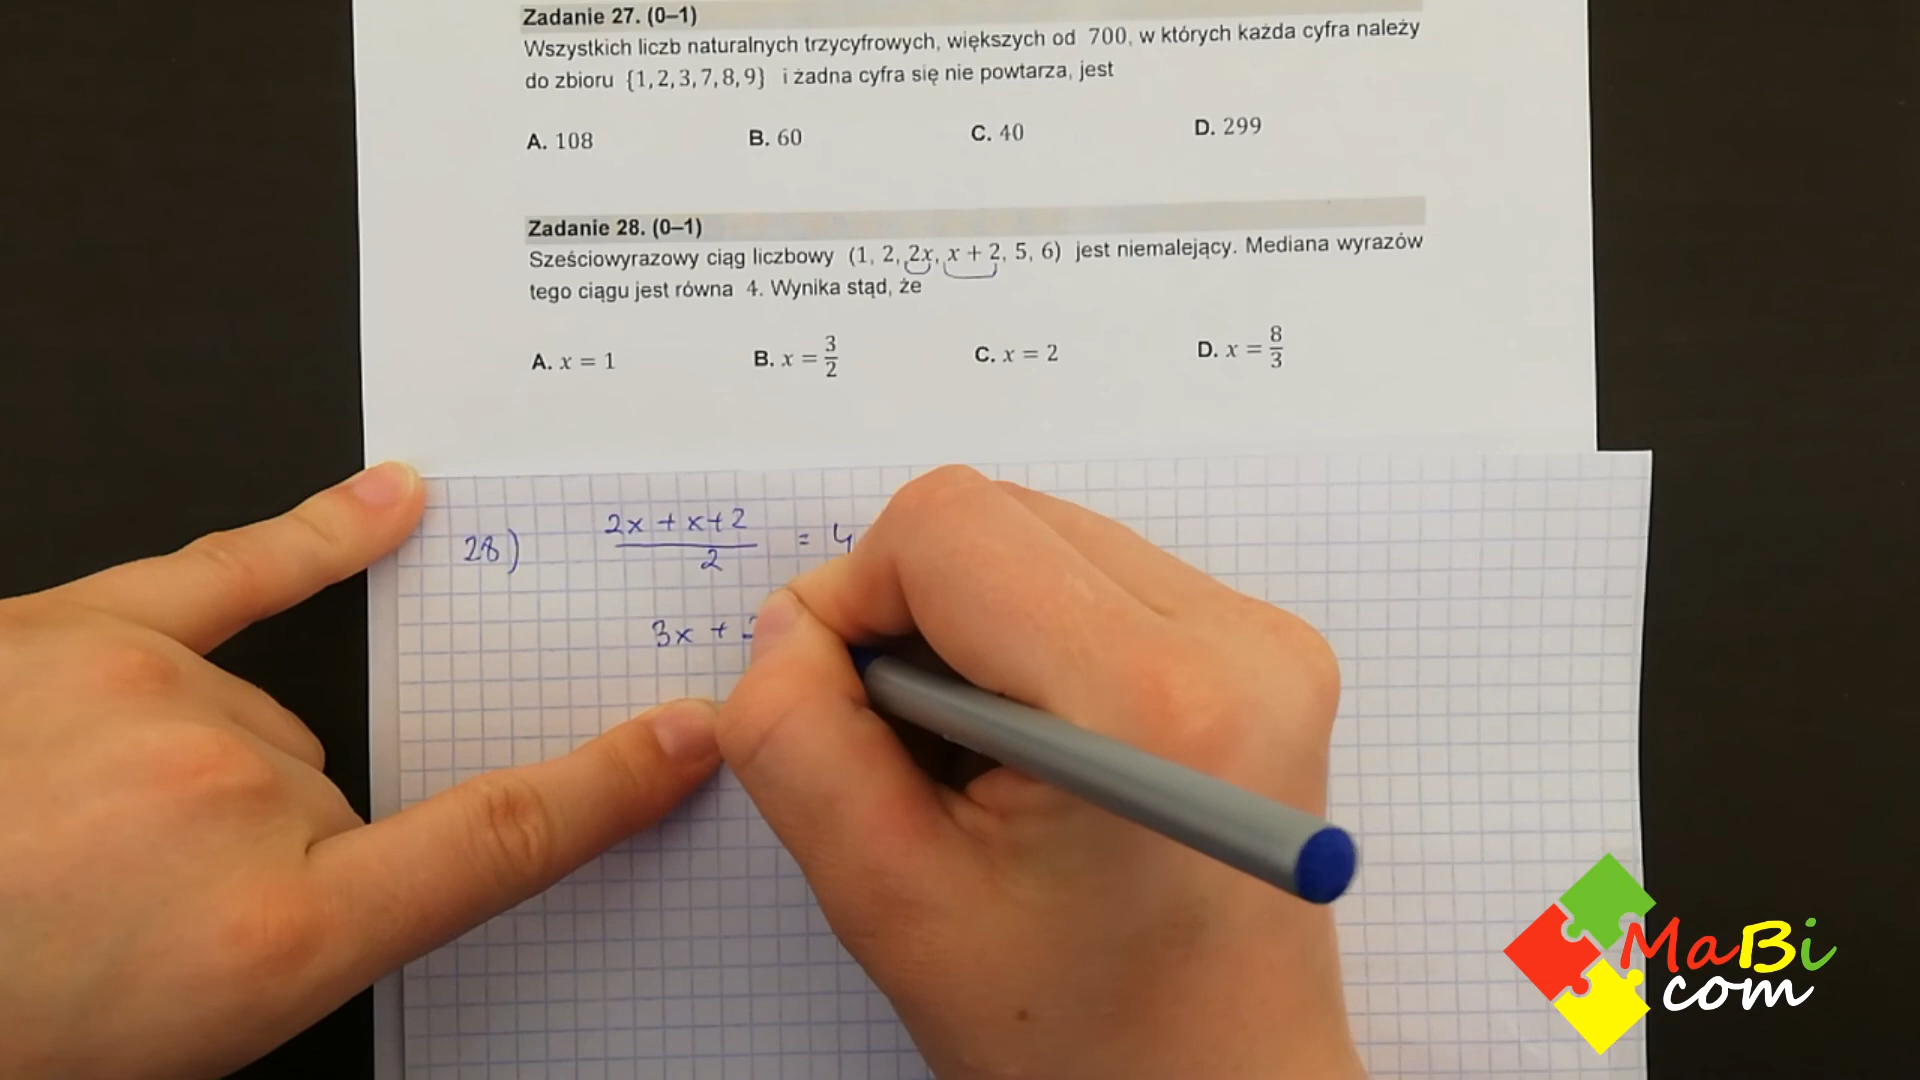 Zadanie 27. (0–1)
Wszystkich liczb naturalnych trzycyfrowych, większych od 700, w których każda cyfra należy
do zbioru {1, 2, 3, 7, 8, 9} i żadna cyfra się nie powtarza, jest
A. 108 B. 60 C. 40 D. 299
Zadanie 28. (0–1)
Sześciowyrazowy ciąg liczbowy (1, 2, 2x, x + 2, 5, 6) jest niemalejący. Mediana wyrazów
tego ciągu jest równa 4. Wynika stąd, że
A. x = 1 B. x = 3/2 C. x = 2 D. x = 8/3
28) (2x + x+2)/2 = 4
3x +
MaBi
com